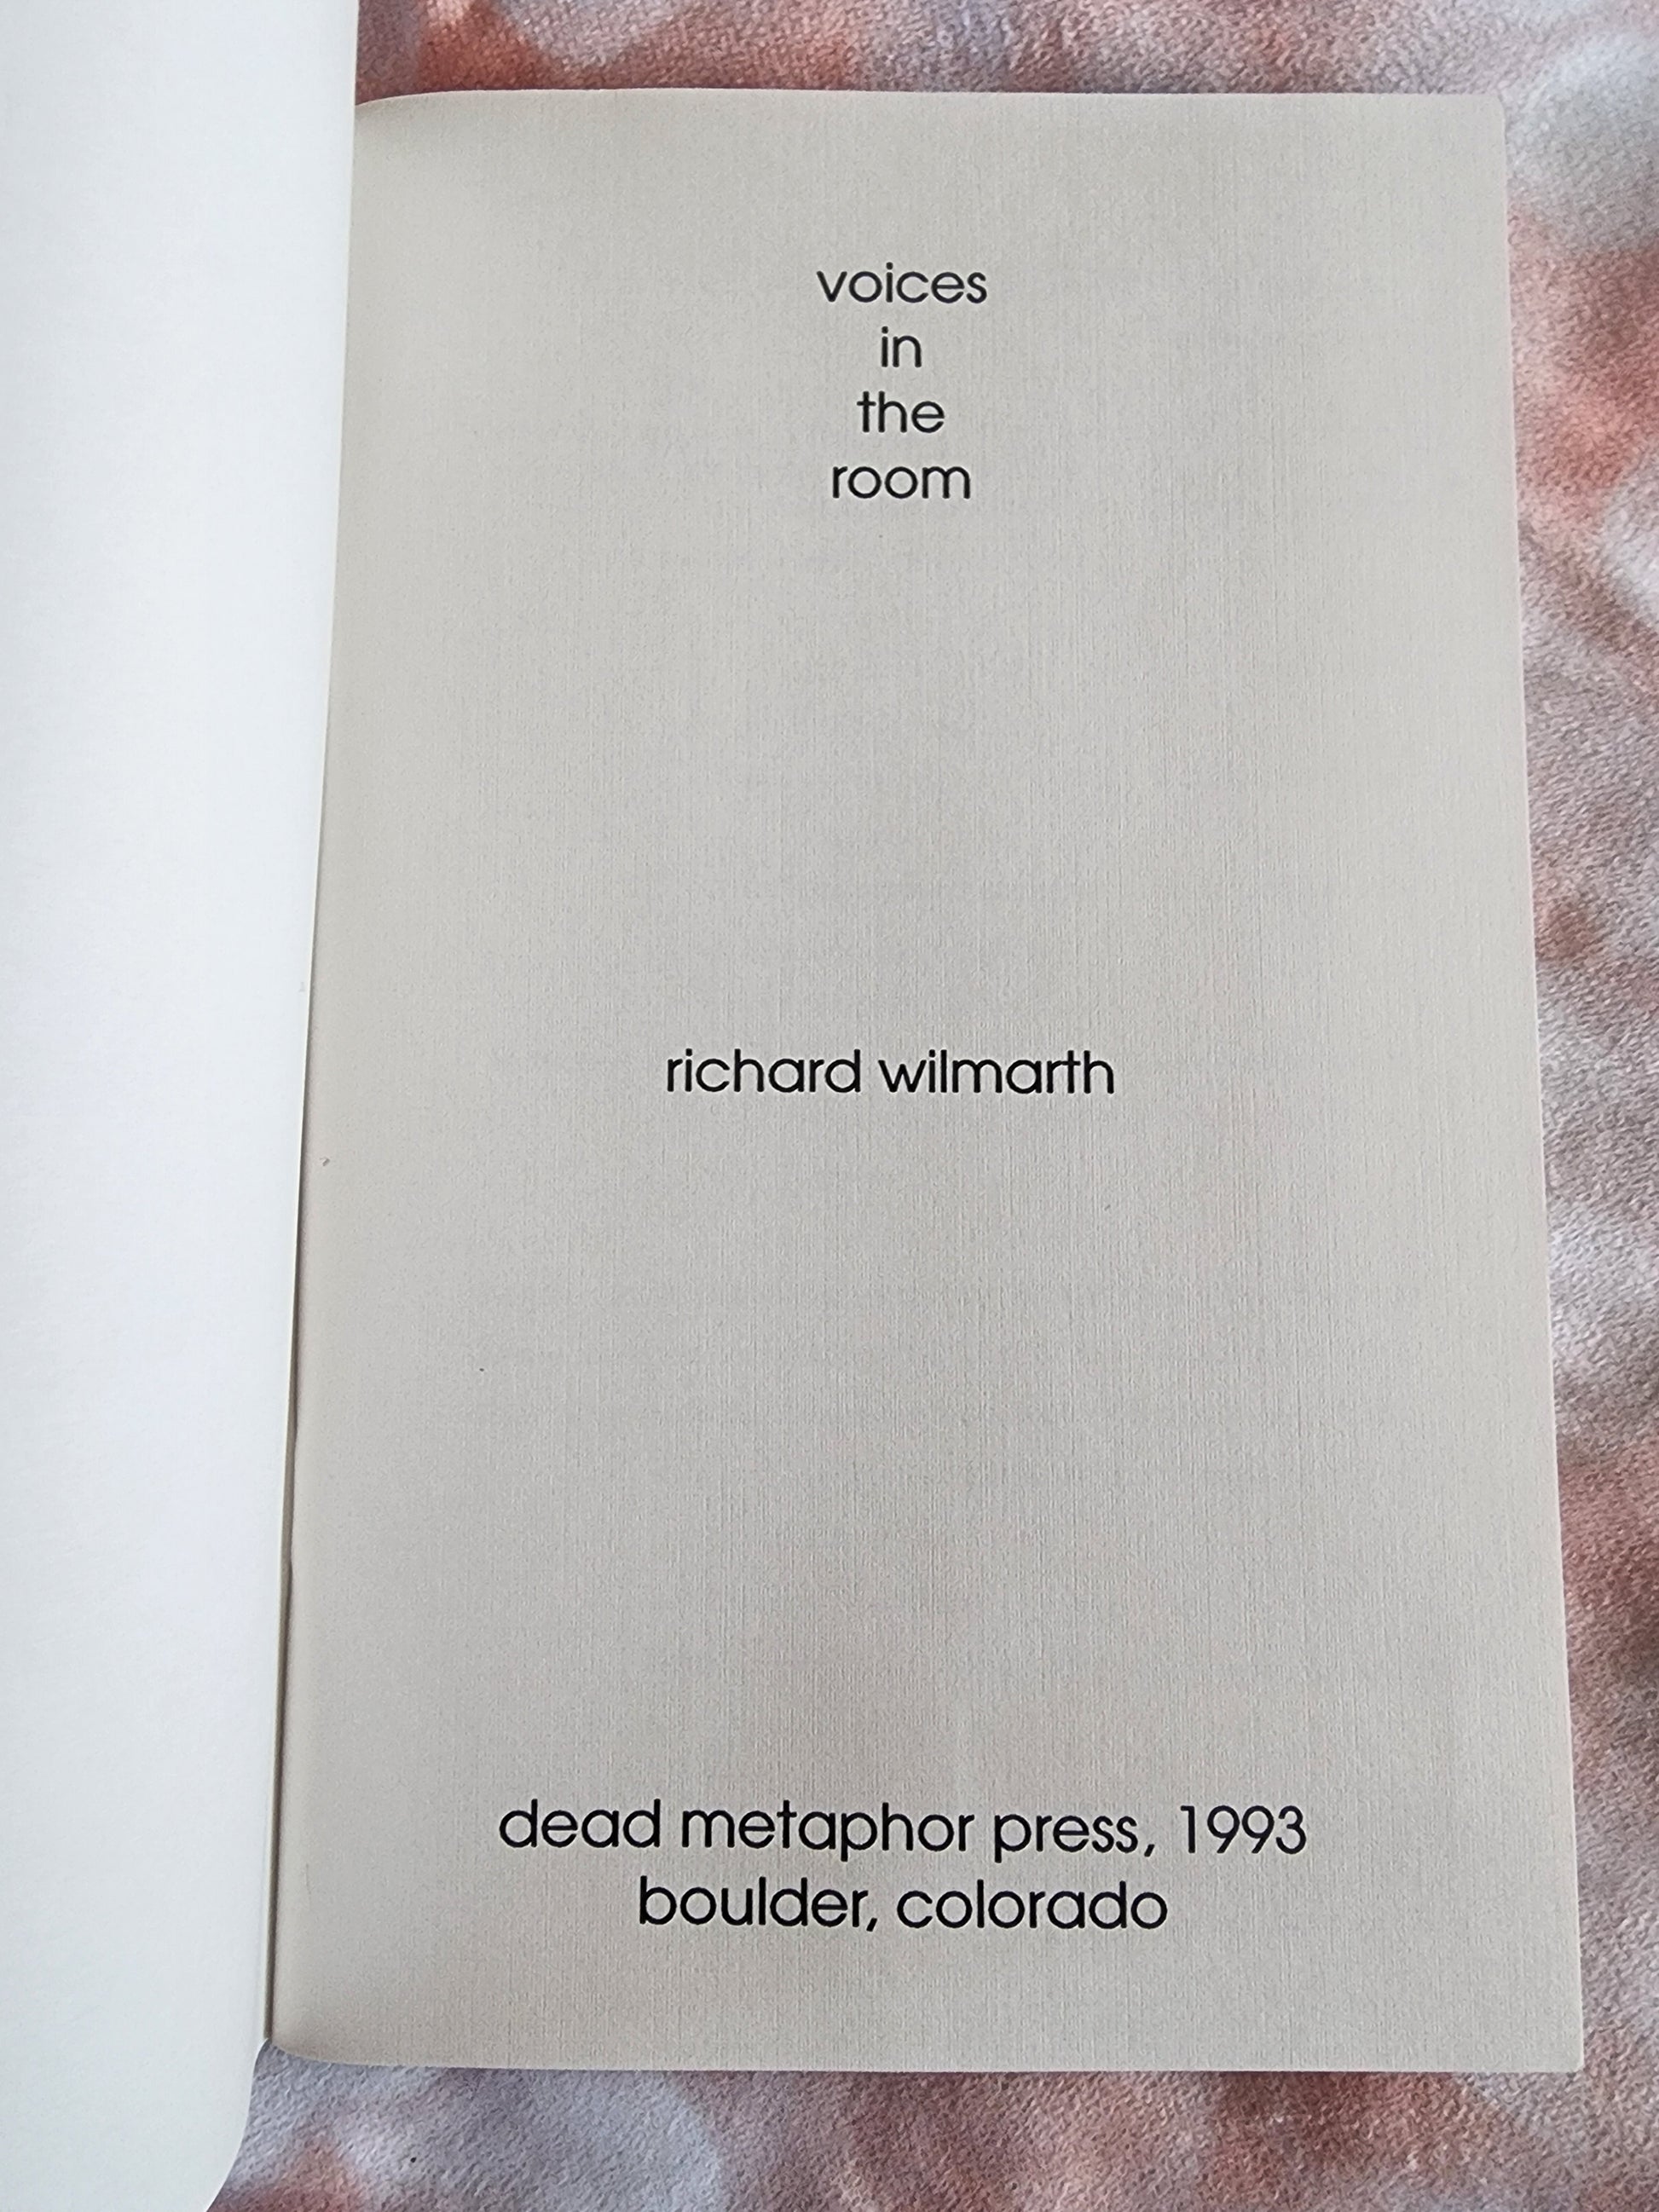 voices
in
the
room
richard wilmarth
dead metaphor press, 1993
boulder, colorado